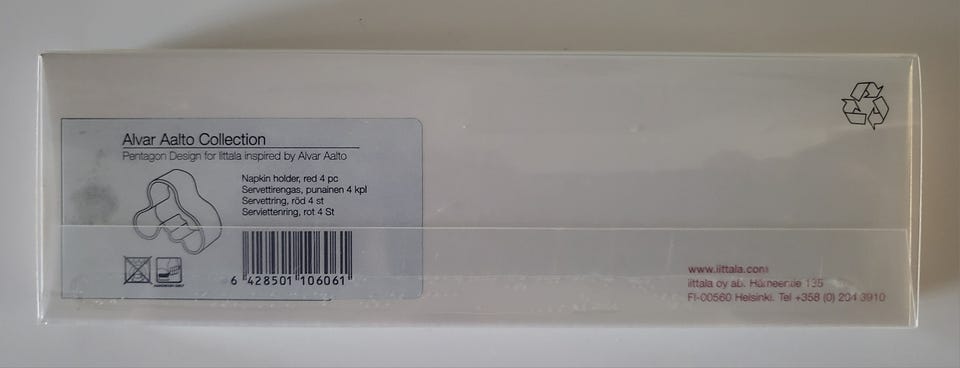 Alvar Aalto Collection
Pentagon Design for Iittala inspired by Alvar Aalto
Napkin holder, red 4 pc
Servettirengas, punainen 4 kpl
Servettring, röd 4 st
Serviettenring, rot 4 St
6 428501 106061
www.iittala.com
iittala oy ab. Hämeentie 135
FI-00560 Helsinki. Tel +358 (0) 204 3910